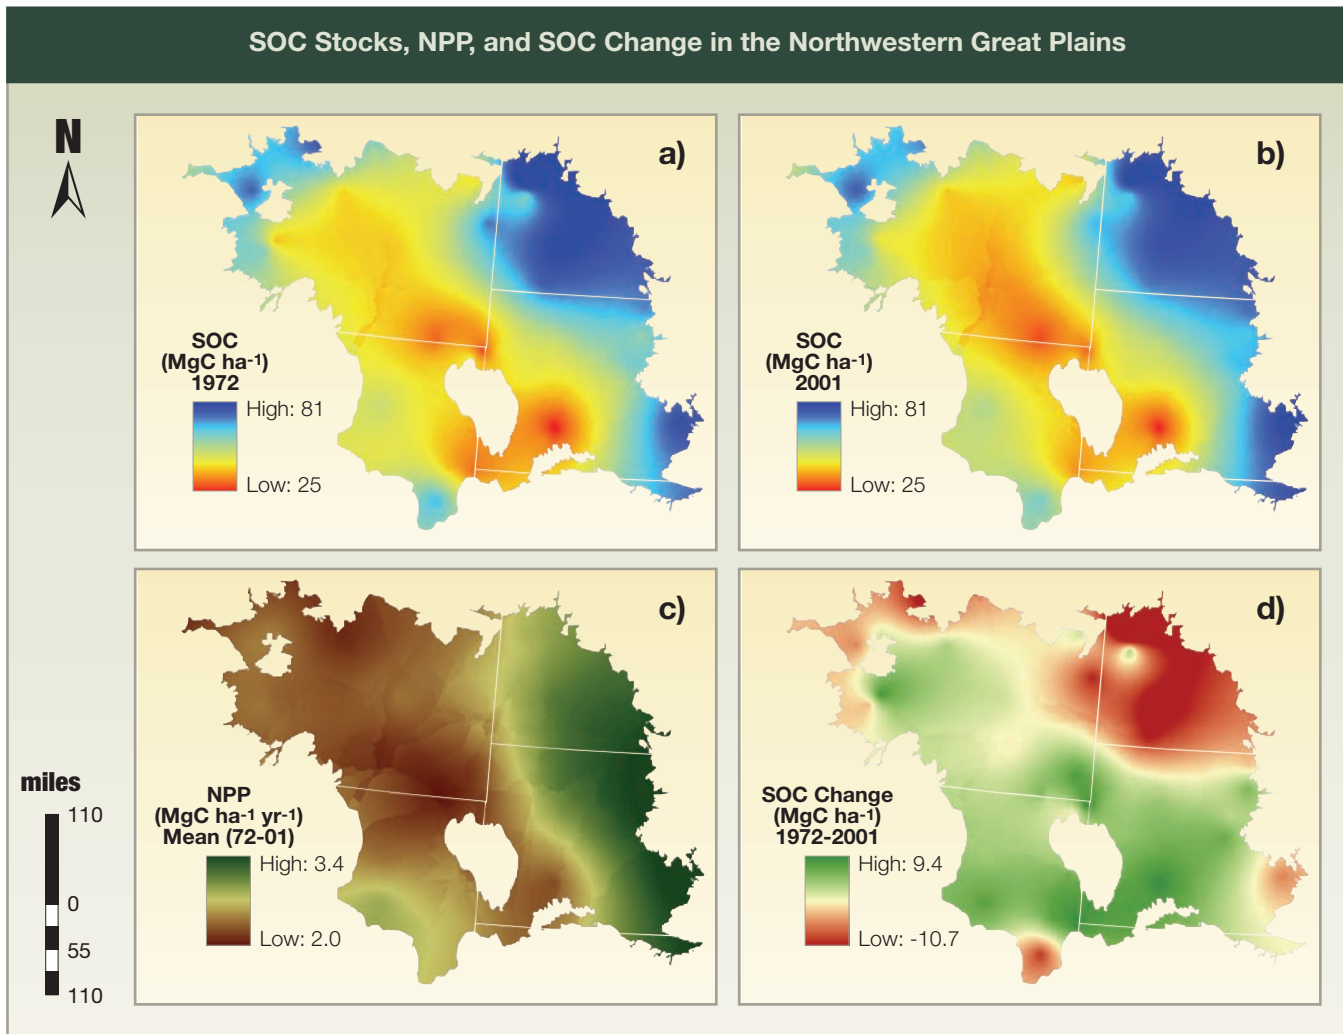 SOC Stocks, NPP, and SOC Change in the Northwestern Great Plains
N
a)
SOC
(MgC ha-1)
1972
High: 81
Low: 25
b)
SOC
(MgC ha-1)
2001
High: 81
Low: 25
c)
NPP
(MgC ha-1 yr-1)
Mean (72-01)
High: 3.4
Low: 2.0
d)
SOC Change
(MgC ha-1)
1972-2001
High: 9.4
Low: -10.7
miles
110
0
55
110